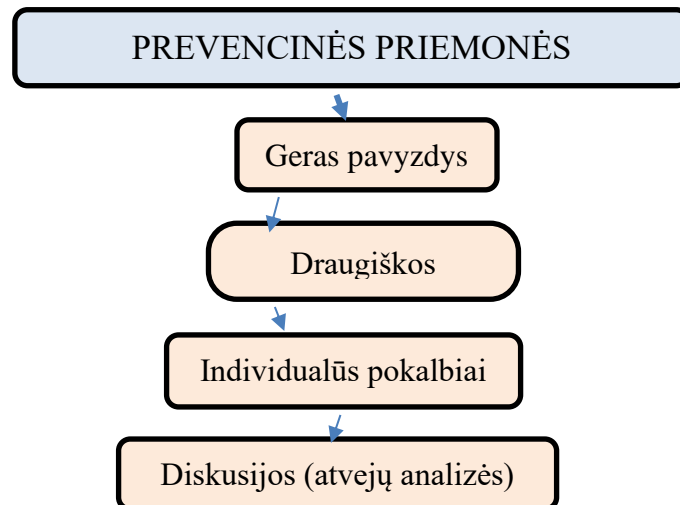 PREVENCINĖS PRIEMONĖS
Geras pavyzdys
Draugiškos
Individualūs pokalbiai
Diskusijos (atvejų analizės)